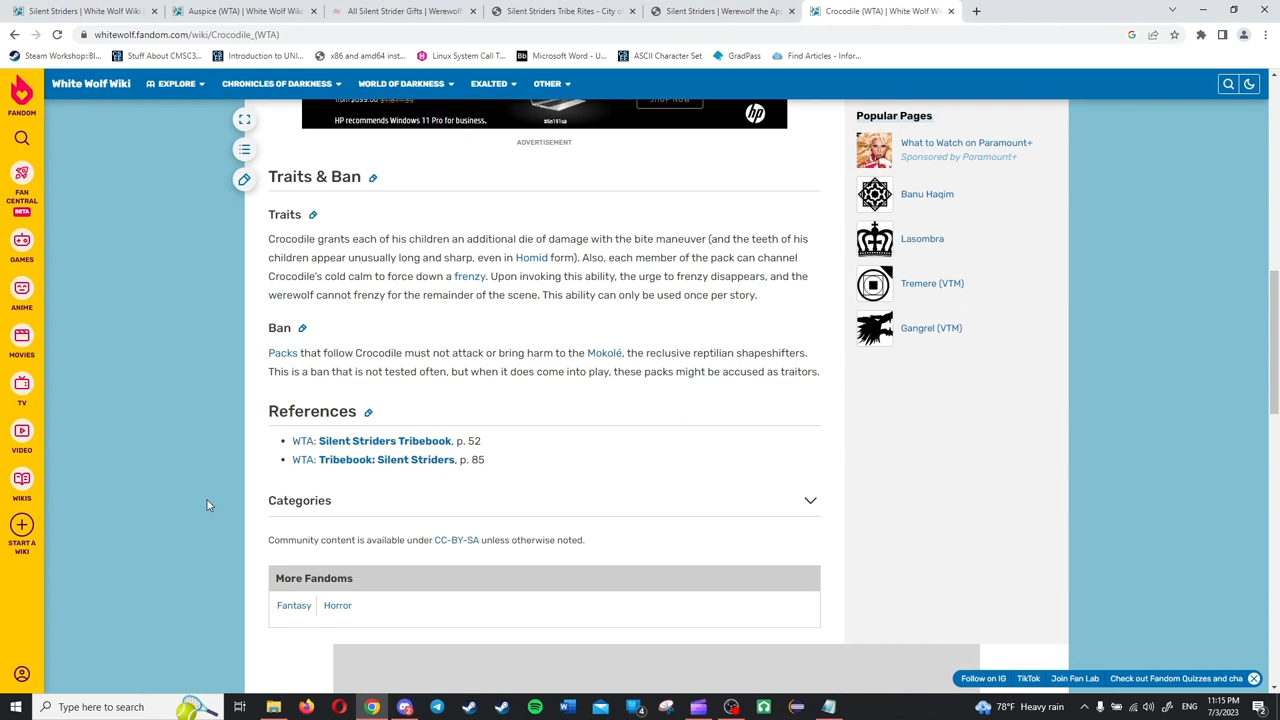 Silent Striders | Werewolf the A
Auspice (WTA) | White Wolf W
All Silent Strider Gifts | Werewolf
Silent Striders Tribe Rites - City o
Silent Striders | Werewolf the Apo
Crocodile (WTA) | White Wolf Wi
whitewolf.fandom.com/wiki/Crocodile_(WTA)
Steam Workshop::Bl...
Stuff About CMSC3...
Introduction to UNI...
x86 and amd64 inst...
Linux System Call T...
Microsoft Word - U...
ASCII Character Set
GradPass
Find Articles - Infor...
White Wolf Wiki
EXPLORE
CHRONICLES OF DARKNESS
WORLD OF DARKNESS
EXALTED
OTHER
FANDOM
FAN
CENTRAL
BETA
GAMES
ANIME
MOVIES
TV
VIDEO
WIKIS
START A
WIKI
SHOP NOW
HP recommends Windows 11 Pro for business.
hp
ADVERTISEMENT
Traits & Ban
Traits
Crocodile grants each of his children an additional die of damage with the bite maneuver (and the teeth of his
children appear unusually long and sharp, even in Homid form). Also, each member of the pack can channel
Crocodile's cold calm to force down a frenzy. Upon invoking this ability, the urge to frenzy disappears, and the
werewolf cannot frenzy for the remainder of the scene. This ability can only be used once per story.
Ban
Packs that follow Crocodile must not attack or bring harm to the Mokolé, the reclusive reptilian shapeshifters.
This is a ban that is not tested often, but when it does come into play, these packs might be accused as traitors.
References
WTA: Silent Striders Tribebook, p. 52
WTA: Tribebook: Silent Striders, p. 85
Categories
Community content is available under CC-BY-SA unless otherwise noted.
More Fandoms
Fantasy
Horror
Popular Pages
What to Watch on Paramount+
Sponsored by Paramount+
Banu Haqim
Lasombra
Tremere (VTM)
Gangrel (VTM)
Follow on IG
TikTok
Join Fan Lab
Check out Fandom Quizzes and cha
Type here to search
4
78°F Heavy rain
11:15 PM
7/3/2023
2